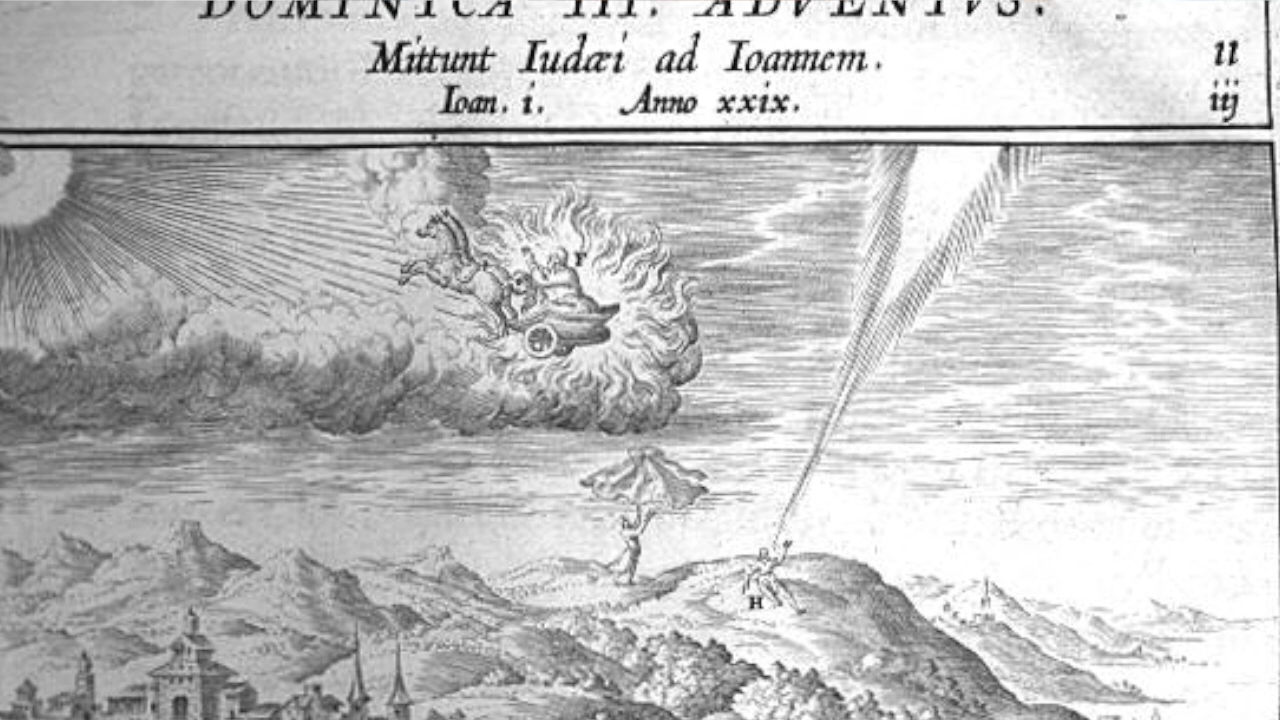 DOMINICA III. ADVENTVS.
Mittunt Iudæi ad Ioannem. 11
Ioan. i. Anno xxix. iij
F
H